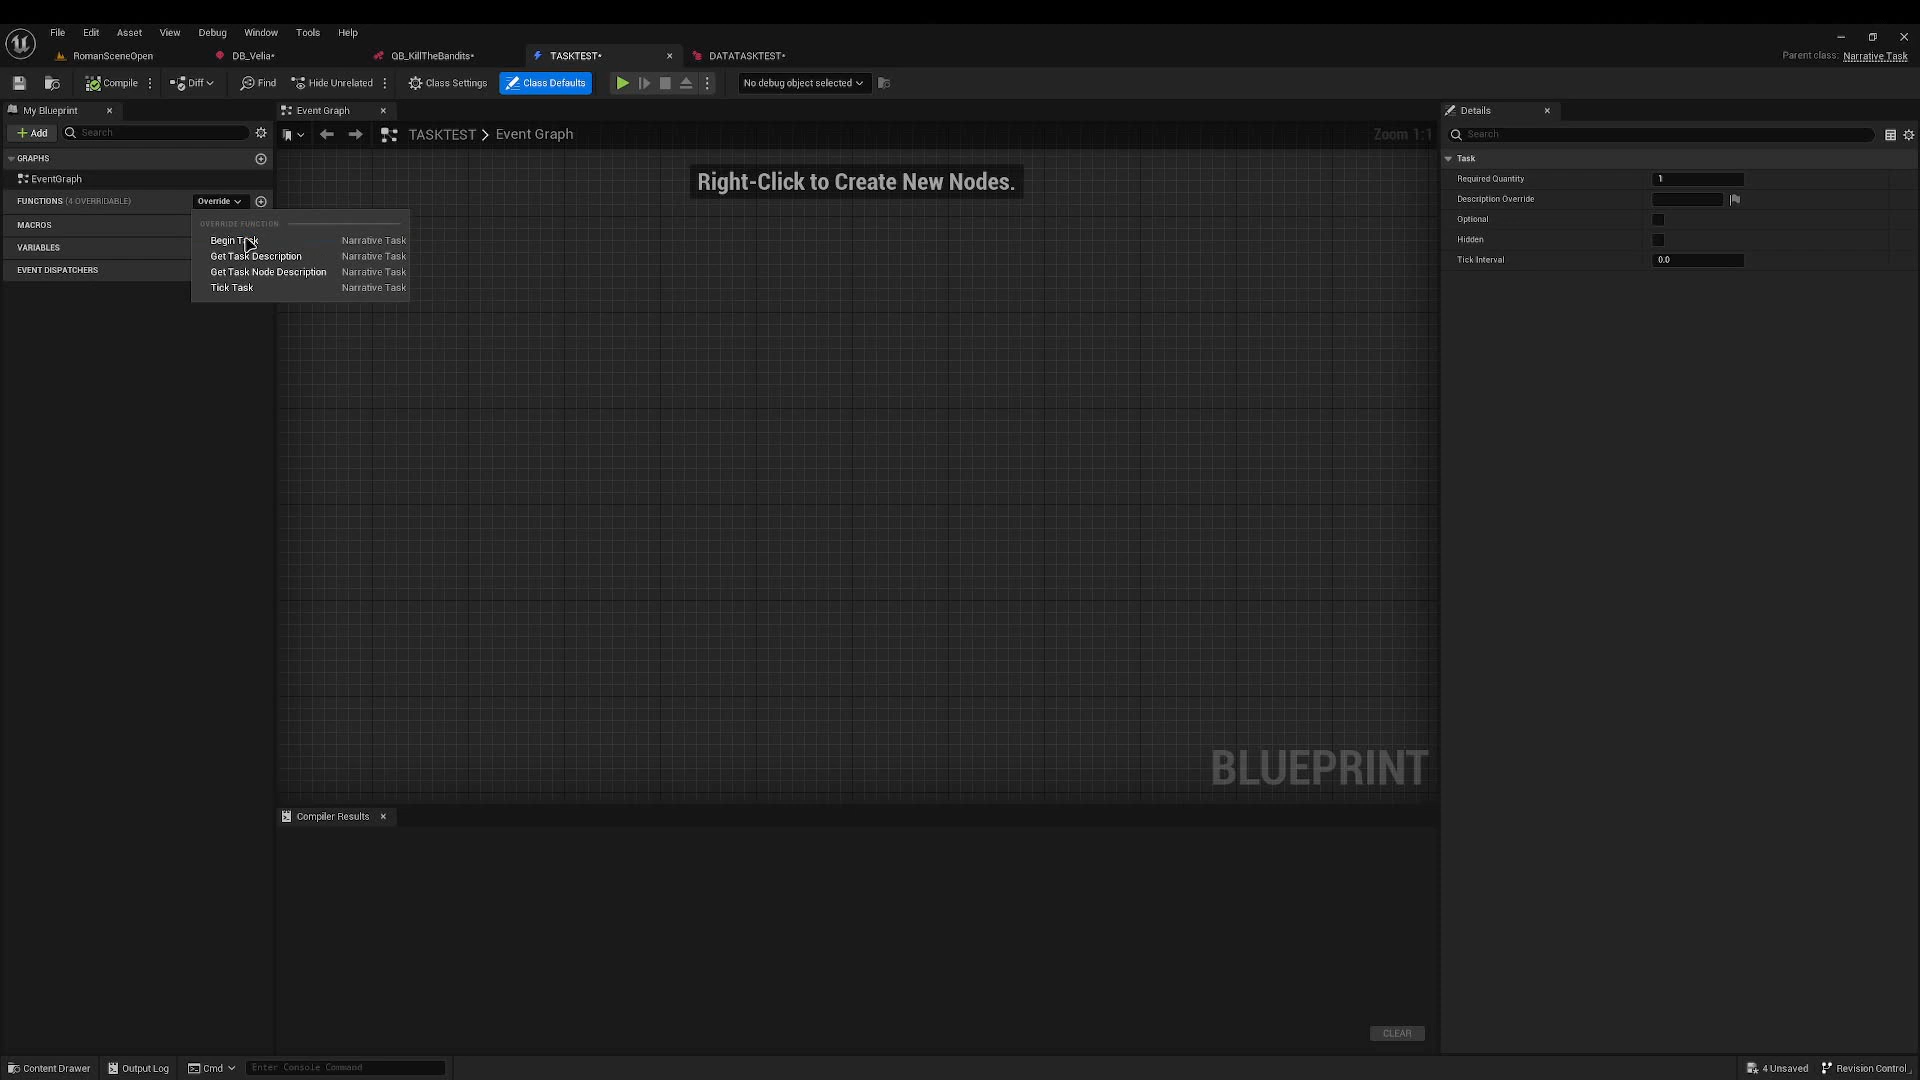 File Edit Asset View Debug Window Tools Help
RomanSceneOpen DB_Velia* QB_KillTheBandits* TASKTEST* DATATASKTEST*
Parent class: Narrative Task
Compile Diff Find Hide Unrelated Class Settings Class Defaults No debug object selected
My Blueprint
Event Graph
Details
Add Search
TASKTEST > Event Graph
Zoom 1:1
Search
Right-Click to Create New Nodes.
GRAPHS
EventGraph
FUNCTIONS (4 OVERRIDABLE) Override
OVERRIDE FUNCTION
Begin Task Narrative Task
Get Task Description Narrative Task
Get Task Node Description Narrative Task
Tick Task Narrative Task
MACROS
VARIABLES
EVENT DISPATCHERS
Task
Required Quantity 1
Description Override
Optional
Hidden
Tick Interval 0.0
BLUEPRINT
Compiler Results
CLEAR
Content Drawer Output Log Cmd Enter Console Command
4 Unsaved Revision Control